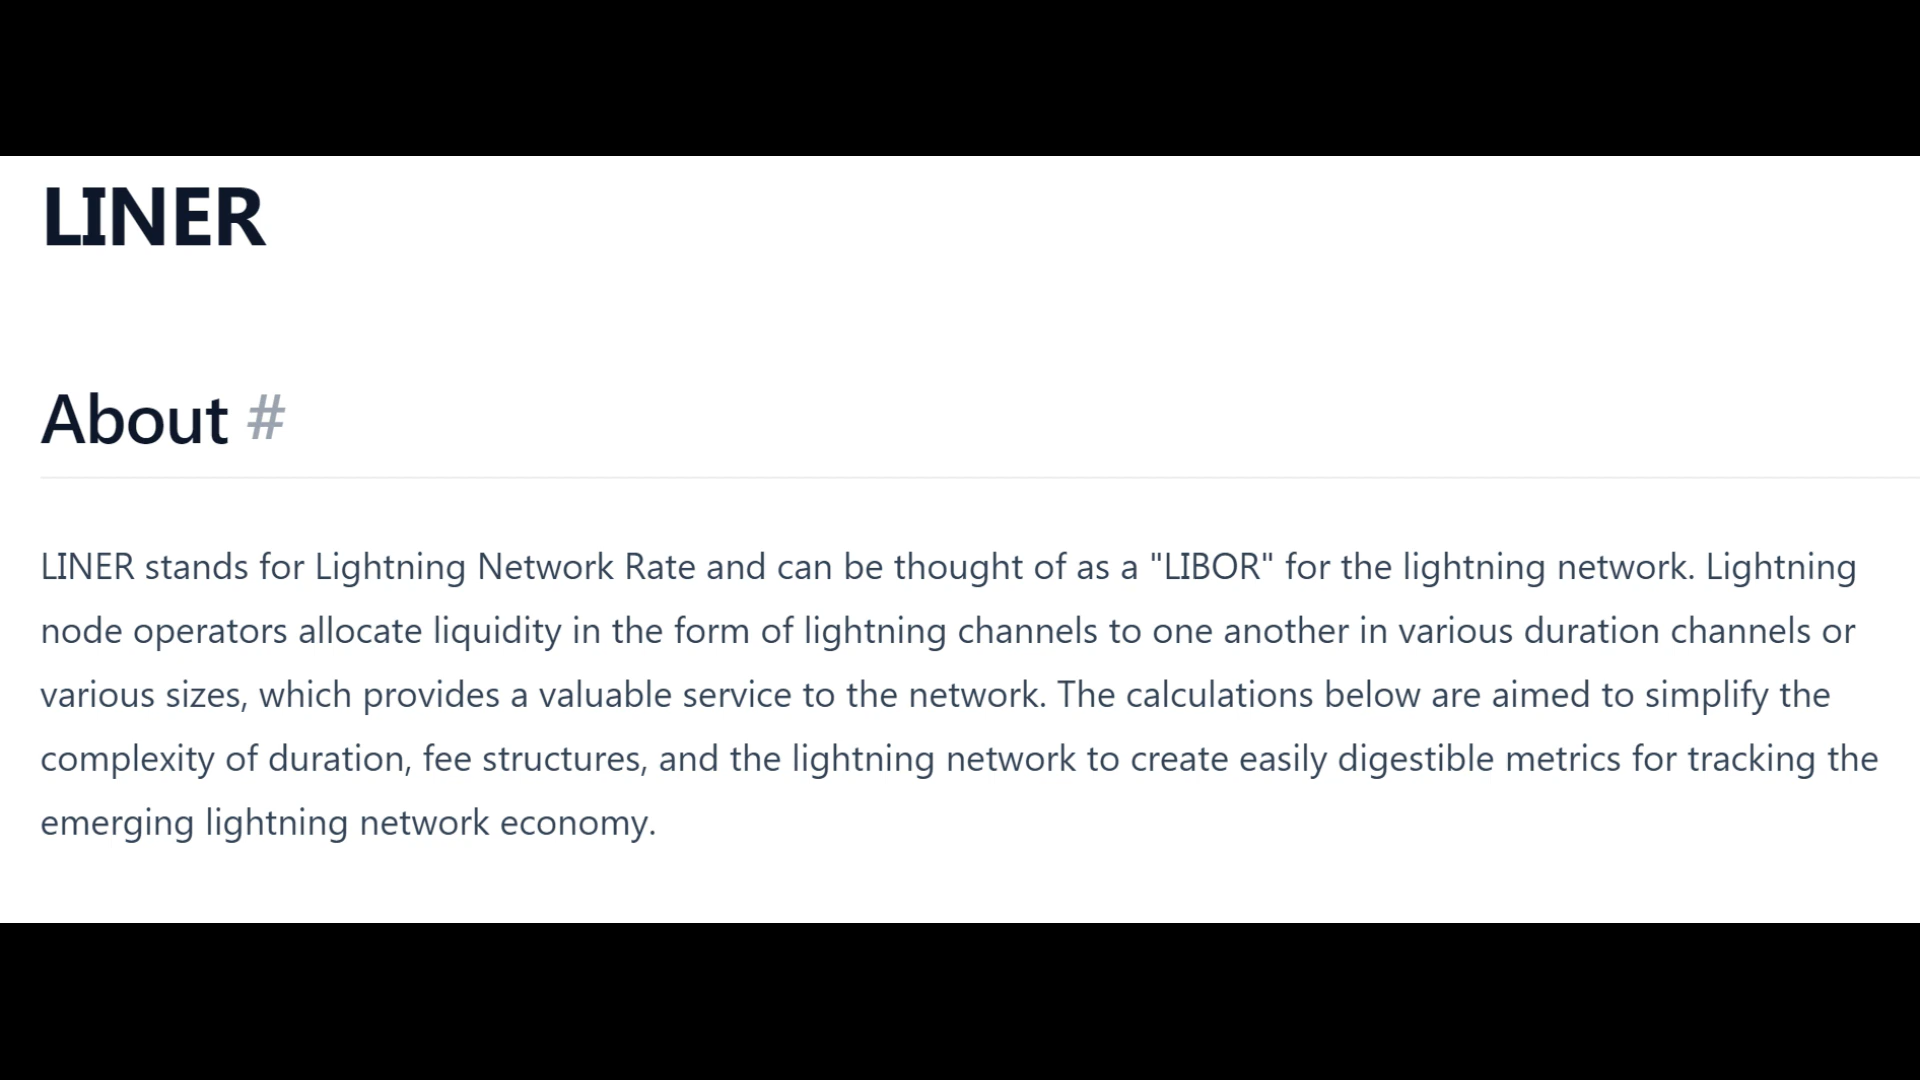 LINER
About #
LINER stands for Lightning Network Rate and can be thought of as a "LIBOR" for the lightning network. Lightning
node operators allocate liquidity in the form of lightning channels to one another in various duration channels or
various sizes, which provides a valuable service to the network. The calculations below are aimed to simplify the
complexity of duration, fee structures, and the lightning network to create easily digestible metrics for tracking the
emerging lightning network economy.